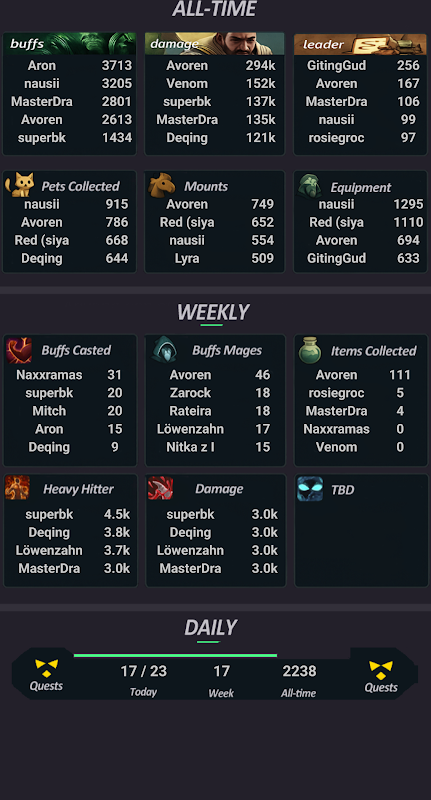 ALL-TIME
buffs damage leader
Aron 3713 Avoren 294k GitingGud 256
nausii 3205 Venom 152k Avoren 167
MasterDra 2801 superbk 137k MasterDra 106
Avoren 2613 MasterDra 135k nausii 99
superbk 1434 Deqing 121k rosiegroc 97
Pets Collected Mounts Equipment
nausii 915 Avoren 749 nausii 1295
Avoren 786 Red (siya 652 Red (siya 1110
Red (siya 668 nausii 554 Avoren 694
Deqing 644 Lyra 509 GitingGud 633
WEEKLY
Buffs Casted Buffs Mages Items Collected
Naxxramas 31 Avoren 46 Avoren 111
superbk 20 Zarock 18 rosiegroc 5
Mitch 20 Rateira 18 MasterDra 4
Aron 15 Löwenzahn 17 Naxxramas 0
Deqing 9 Nitka z I 15 Venom 0
Heavy Hitter Damage TBD
superbk 4.5k superbk 3.0k
Deqing 3.8k Deqing 3.0k
Löwenzahn 3.7k Löwenzahn 3.0k
MasterDra 3.0k MasterDra 3.0k
DAILY
17 / 23 17 2238
Quests Today Week All-time Quests